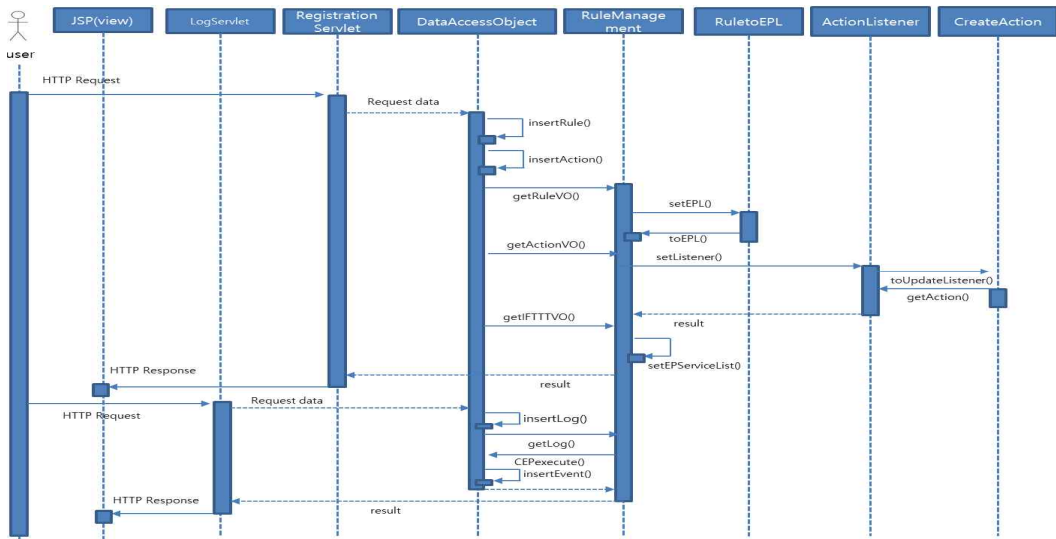 JSP(view)
LogServlet
Registration
Servlet
DataAccessObject
RuleManage
ment
RuletoEPL
ActionListener
CreateAction
user
HTTP Request
Request data
insertRule()
insertAction()
getRuleVO()
setEPL()
toEPL()
getActionVO()
setListener()
toUpdateListener()
getAction()
getIFTTTVO()
result
setEPServiceList()
HTTP Response
result
HTTP Request
Request data
insertLog()
getLog()
CEPexecute()
insertEvent()
HTTP Response
result